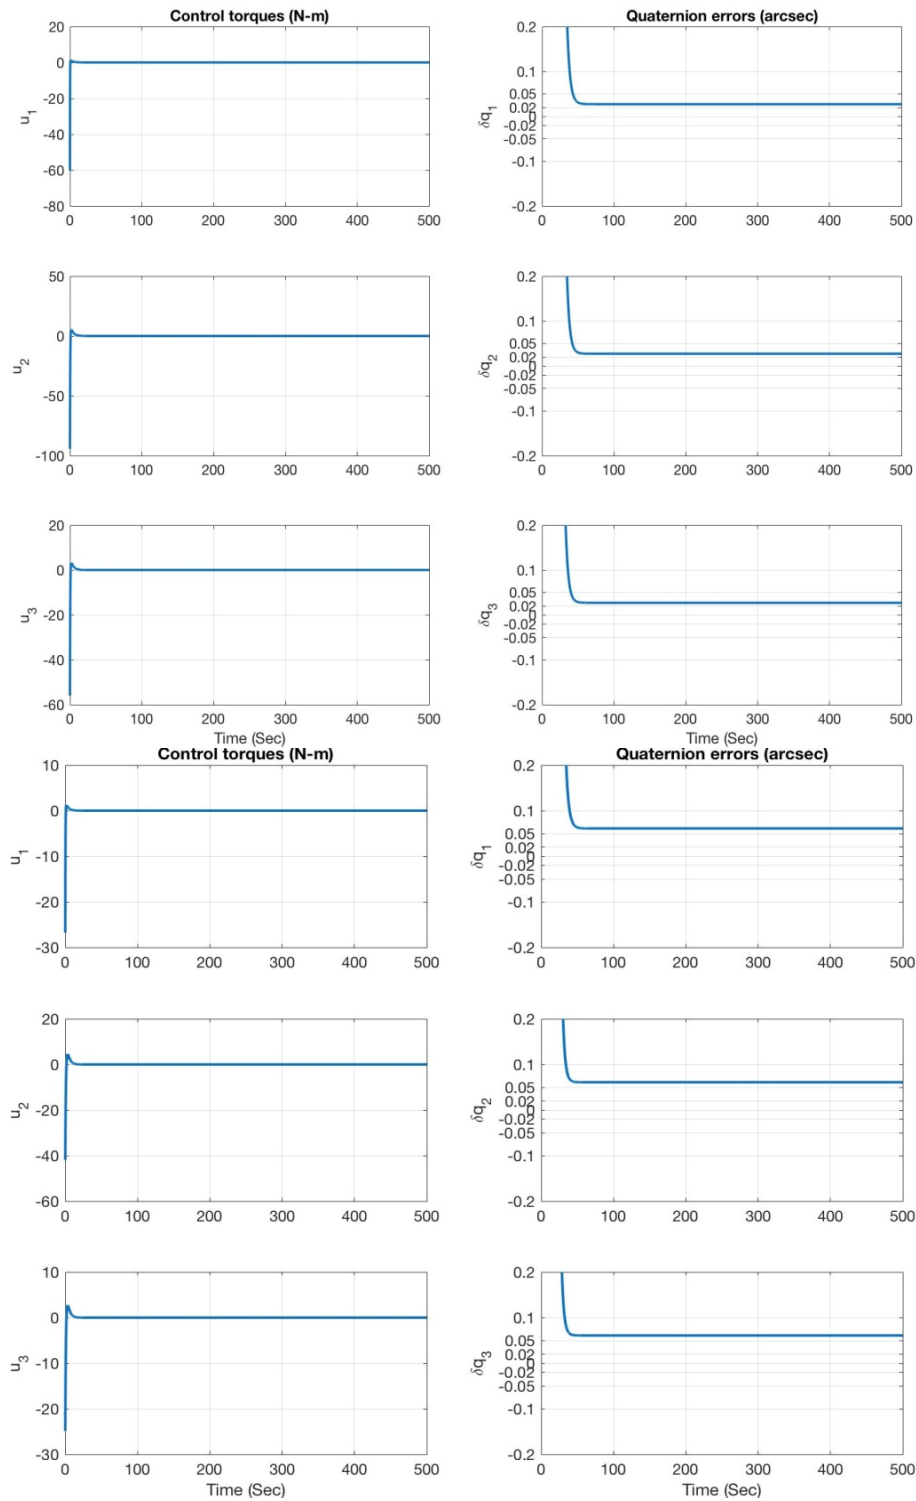 Control torques (N-m) Quaternion errors (arcsec)
20
0
-20
-40
-60
-80
u1
0 100 200 300 400 500
0.2
0.1
0.05
0.02
0
-0.02
-0.05
-0.1
-0.2
δq1
0 100 200 300 400 500
50
0
-50
-100
u2
0 100 200 300 400 500
0.2
0.1
0.05
0.02
0
-0.02
-0.05
-0.1
-0.2
δq2
0 100 200 300 400 500
20
0
-20
-40
-60
u3
0 100 200 300 400 500
Time (Sec)
0.2
0.1
0.05
0.02
0
-0.02
-0.05
-0.1
-0.2
δq3
0 100 200 300 400 500
Time (Sec)
Control torques (N-m) Quaternion errors (arcsec)
10
0
-10
-20
-30
u1
0 100 200 300 400 500
0.2
0.1
0.05
0.02
0
-0.02
-0.05
-0.1
-0.2
δq1
0 100 200 300 400 500
20
0
-20
-40
-60
u2
0 100 200 300 400 500
0.2
0.1
0.05
0.02
0
-0.02
-0.05
-0.1
-0.2
δq2
0 100 200 300 400 500
10
0
-10
-20
-30
u3
0 100 200 300 400 500
Time (Sec)
0.2
0.1
0.05
0.02
0
-0.02
-0.05
-0.1
-0.2
δq3
0 100 200 300 400 500
Time (Sec)